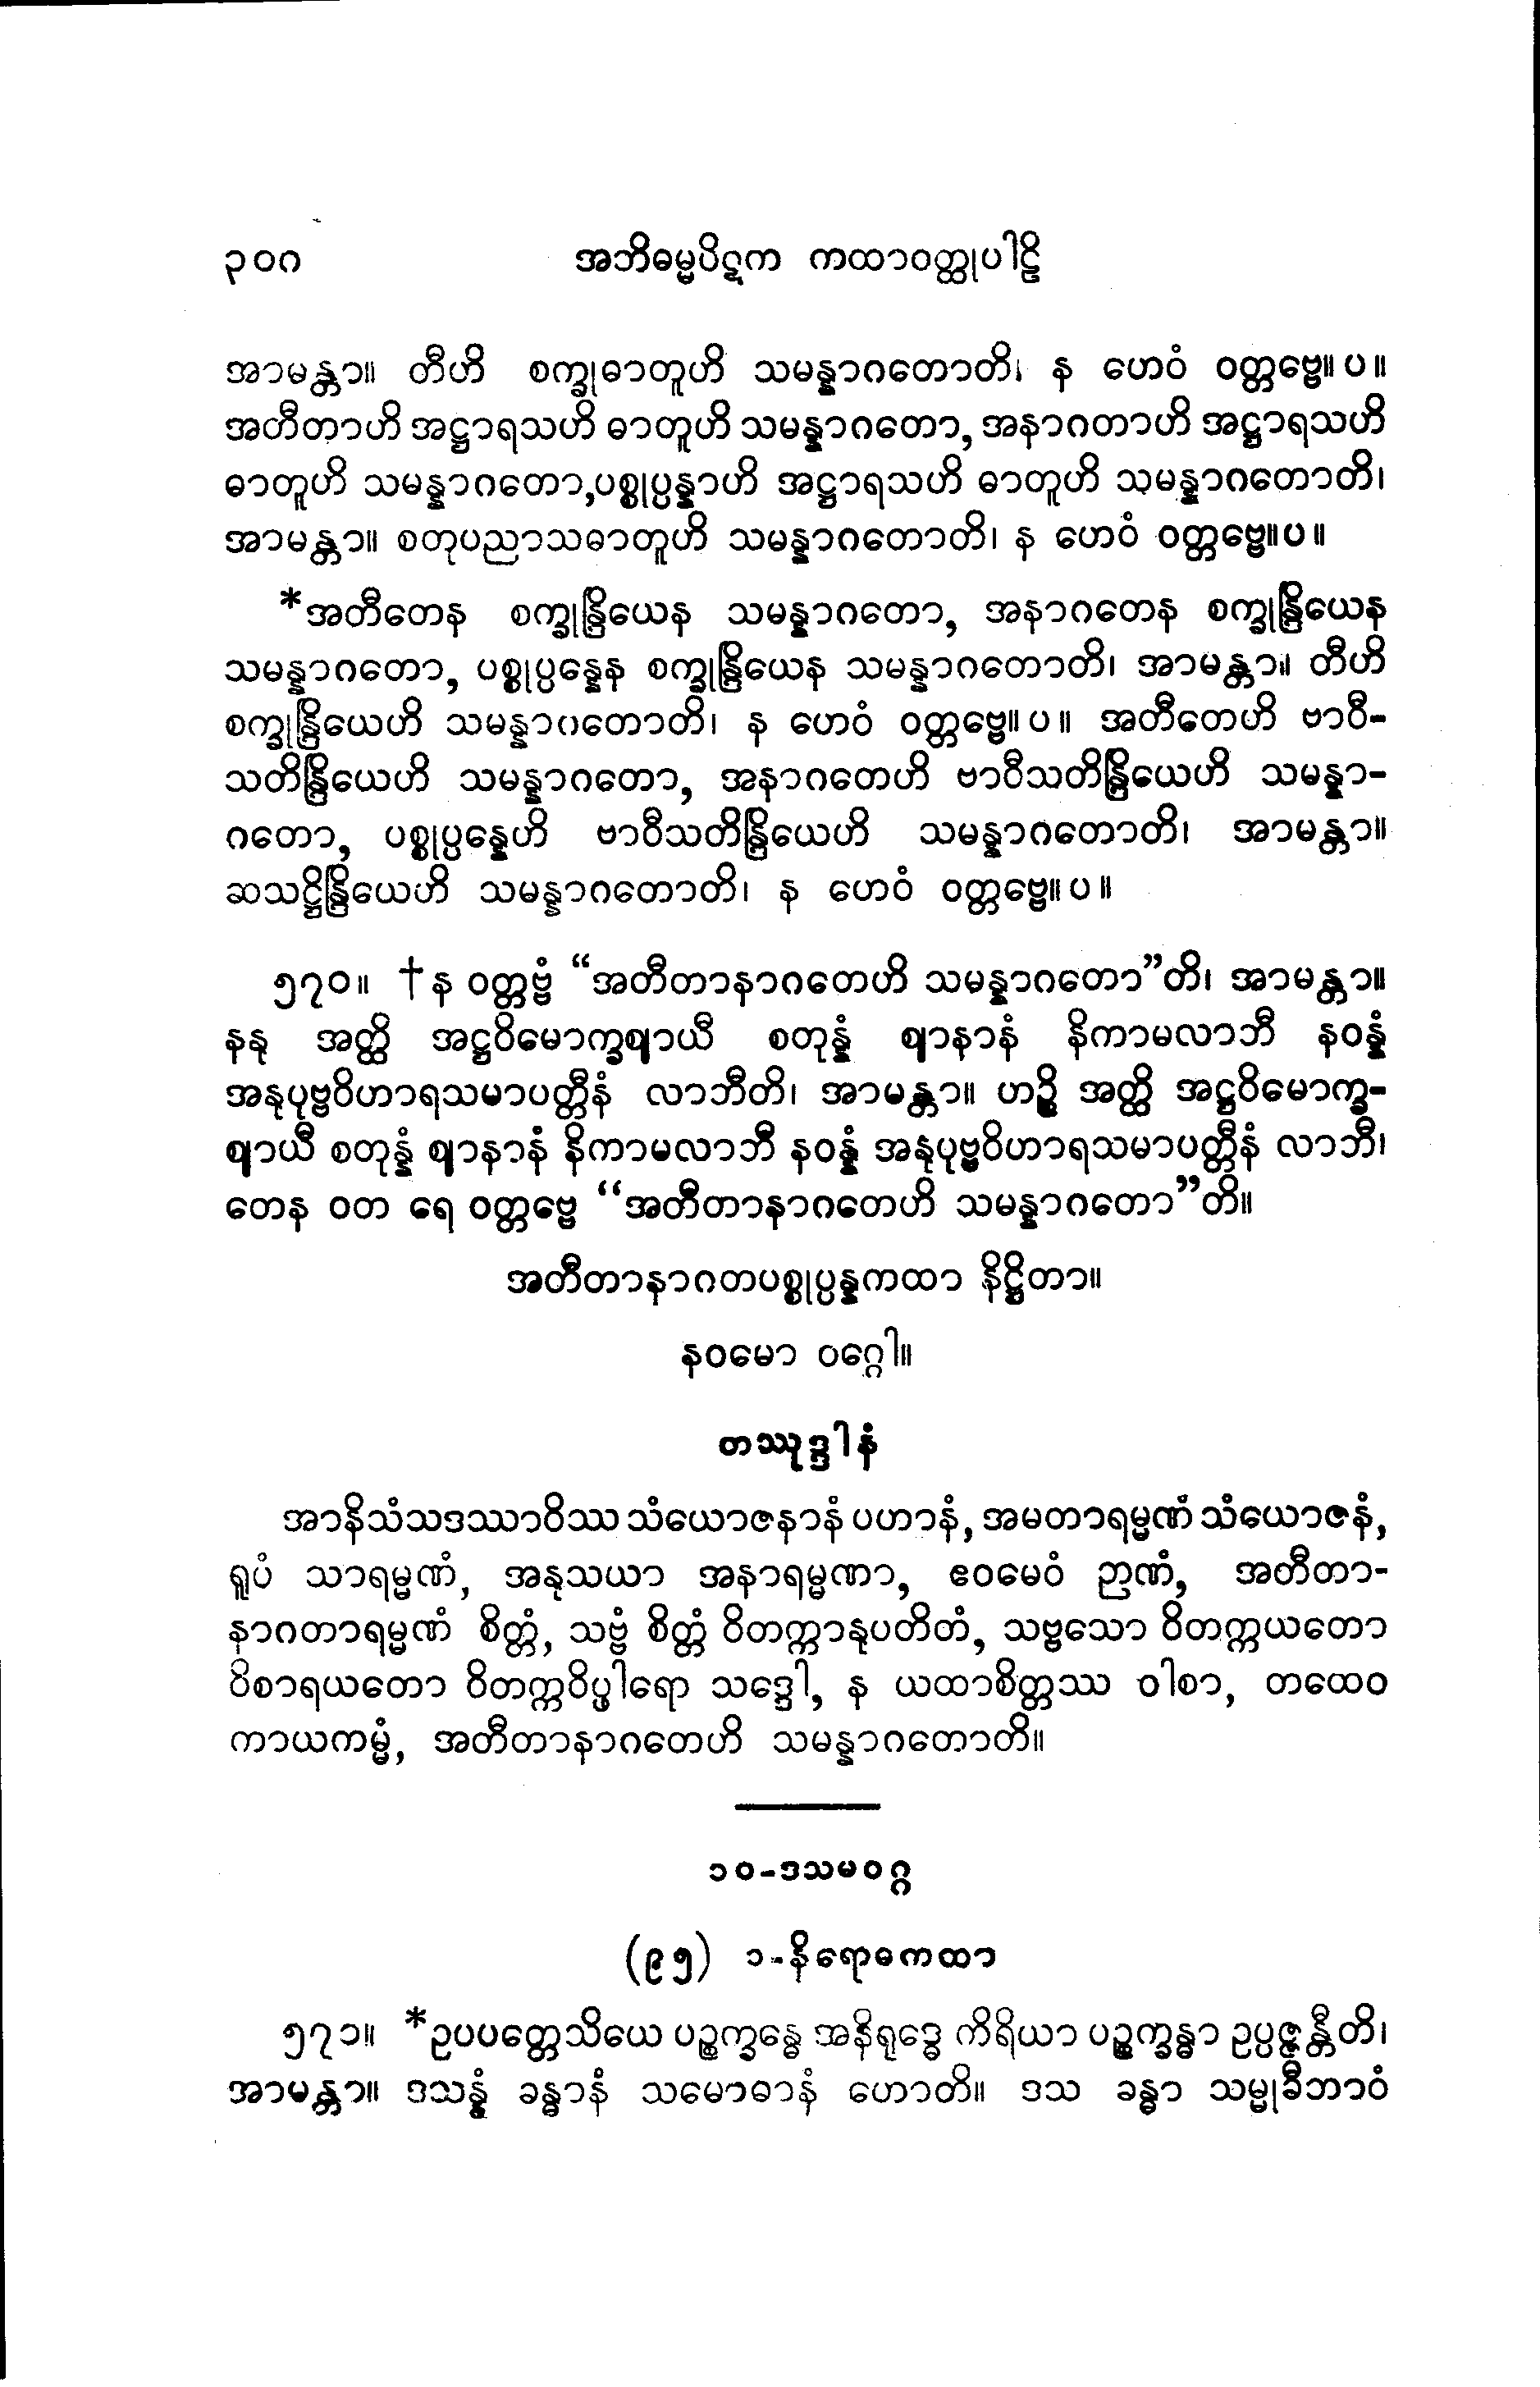 ၃၀၈ အဘိဓမ္မပိဋက ကထာဝတ္ထုပါဠိ
အာမန္တာ။ တီဟိ စက္ခုဓာတူဟိ သမန္နာဂတောတိ၊ န ဟေဝံ ဝတ္တဗ္ဗေ။ပ။
အတီတာဟိ အဋ္ဌာရသဟိ ဓာတူဟိ သမန္နာဂတော, အနာဂတာဟိ အဋ္ဌာရသဟိ
ဓာတူဟိ သမန္နာဂတော,ပစ္စုပ္ပန္နာဟိ အဋ္ဌာရသဟိ ဓာတူဟိ သမန္နာဂတောတိ၊
အာမန္တာ။ စတုပညာသဓာတူဟိ သမန္နာဂတောတိ၊ န ဟေဝံ ဝတ္တဗ္ဗေ။ပ။
*အတီတေန စက္ခုန္ဒြိယေန သမန္နာဂတော, အနာဂတေန စက္ခုန္ဒြိယေန
သမန္နာဂတော, ပစ္စုပ္ပန္နေန စက္ခုန္ဒြိယေန သမန္နာဂတောတိ၊ အာမန္တာ။ တီဟိ
စက္ခုန္ဒြိယေဟိ သမန္နာဂတောတိ၊ န ဟေဝံ ဝတ္တဗ္ဗေ။ပ။ အတီတေဟိ ဗာဝီ-
သတိန္ဒြိယေဟိ သမန္နာဂတော, အနာဂတေဟိ ဗာဝီသတိန္ဒြိယေဟိ သမန္နာ-
ဂတော, ပစ္စုပ္ပန္နေဟိ ဗာဝီသတိန္ဒြိယေဟိ သမန္နာဂတောတိ၊ အာမန္တာ။
ဆသဋ္ဌိန္ဒြိယေဟိ သမန္နာဂတောတိ၊ န ဟေဝံ ဝတ္တဗ္ဗေ။ပ။
၅၇၀။ †န ဝတ္တဗ္ဗံ “အတီတာနာဂတေဟိ သမန္နာဂတော”တိ၊ အာမန္တာ။
နနု အတ္ထိ အဋ္ဌဝိမောက္ခဈာယီ စတုန္နံ ဈာနာနံ နိကာမလာဘီ နဝန္နံ
အနုပုဗ္ဗဝိဟာရသမာပတ္တီနံ လာဘီတိ၊ အာမန္တာ။ ဟဉ္စိ အတ္ထိ အဋ္ဌဝိမောက္ခ-
ဈာယီ စတုန္နံ ဈာနာနံ နိကာမလာဘီ နဝန္နံ အနုပုဗ္ဗဝိဟာရသမာပတ္တီနံ လာဘီ၊
တေန ဝတ ရေ ဝတ္တဗ္ဗေ “အတီတာနာဂတေဟိ သမန္နာဂတော”တိ။
အတီတာနာဂတပစ္စုပ္ပန္နကထာ နိဋ္ဌိတာ။
နဝမော ဝဂ္ဂေါ။
တဿုဒ္ဒါနံ
အာနိသံသဒဿာဝိဿ သံယောဇနာနံ ပဟာနံ, အမတာရမ္မဏံ သံယောဇနံ,
ရူပံ သာရမ္မဏံ, အနုသယာ အနာရမ္မဏာ, ဧဝမေဝံ ဉာဏံ, အတီတာ-
နာဂတာရမ္မဏံ စိတ္တံ, သဗ္ဗံ စိတ္တံ ဝိတက္ကာနုပတိတံ, သဗ္ဗသော ဝိတက္ကယတော
ဝိစာရယတော ဝိတက္ကဝိပ္ဖါရော သဒ္ဒေါ, န ယထာစိတ္တဿ ဝါစာ, တထေဝ
ကာယကမ္မံ, အတီတာနာဂတေဟိ သမန္နာဂတောတိ။
၁၀-ဒသမဝဂ္ဂ
(၉၅) ၁-နိရောဓကထာ
၅၇၁။ *ဥပပတ္တေသိယေ ပဉ္စက္ခန္ဓေ အနိရုဒ္ဓေ ကိရိယာ ပဉ္စက္ခန္ဓာ ဥပ္ပဇ္ဇန္တီတိ၊
အာမန္တာ။ ဒသန္နံ ခန္ဓာနံ သမောဓာနံ ဟောတိ။ ဒသ ခန္ဓာ သမ္မုခီဘာဝံ